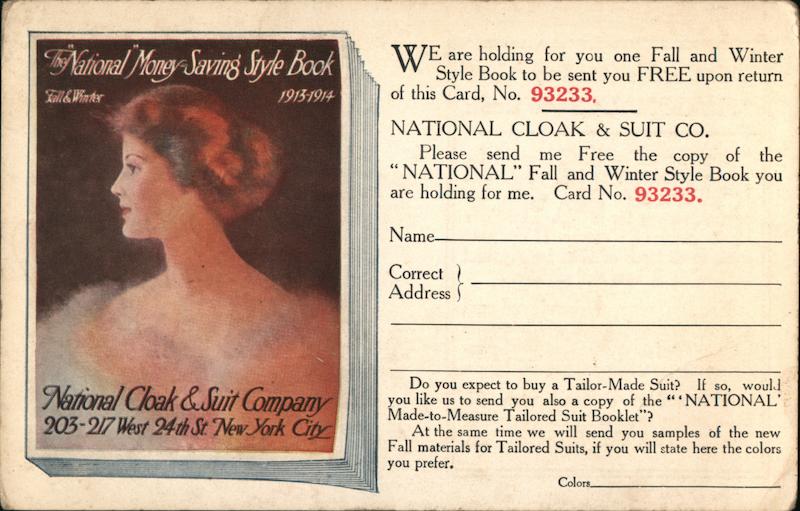 The "National" Money-Saving Style Book
Fall & Winter 1913-1914
National Cloak & Suit Company
203-217 West 24th St. New York City
WE are holding for you one Fall and Winter
Style Book to be sent you FREE upon return
of this Card, No. 93233.
NATIONAL CLOAK & SUIT CO.
Please send me Free the copy of the
"NATIONAL" Fall and Winter Style Book you
are holding for me. Card No. 93233.
Name
Correct
Address
Do you expect to buy a Tailor-Made Suit? If so, would
you like us to send you also a copy of the "'NATIONAL'
Made-to-Measure Tailored Suit Booklet"?
At the same time we will send you samples of the new
Fall materials for Tailored Suits, if you will state here the colors
you prefer.
Colors